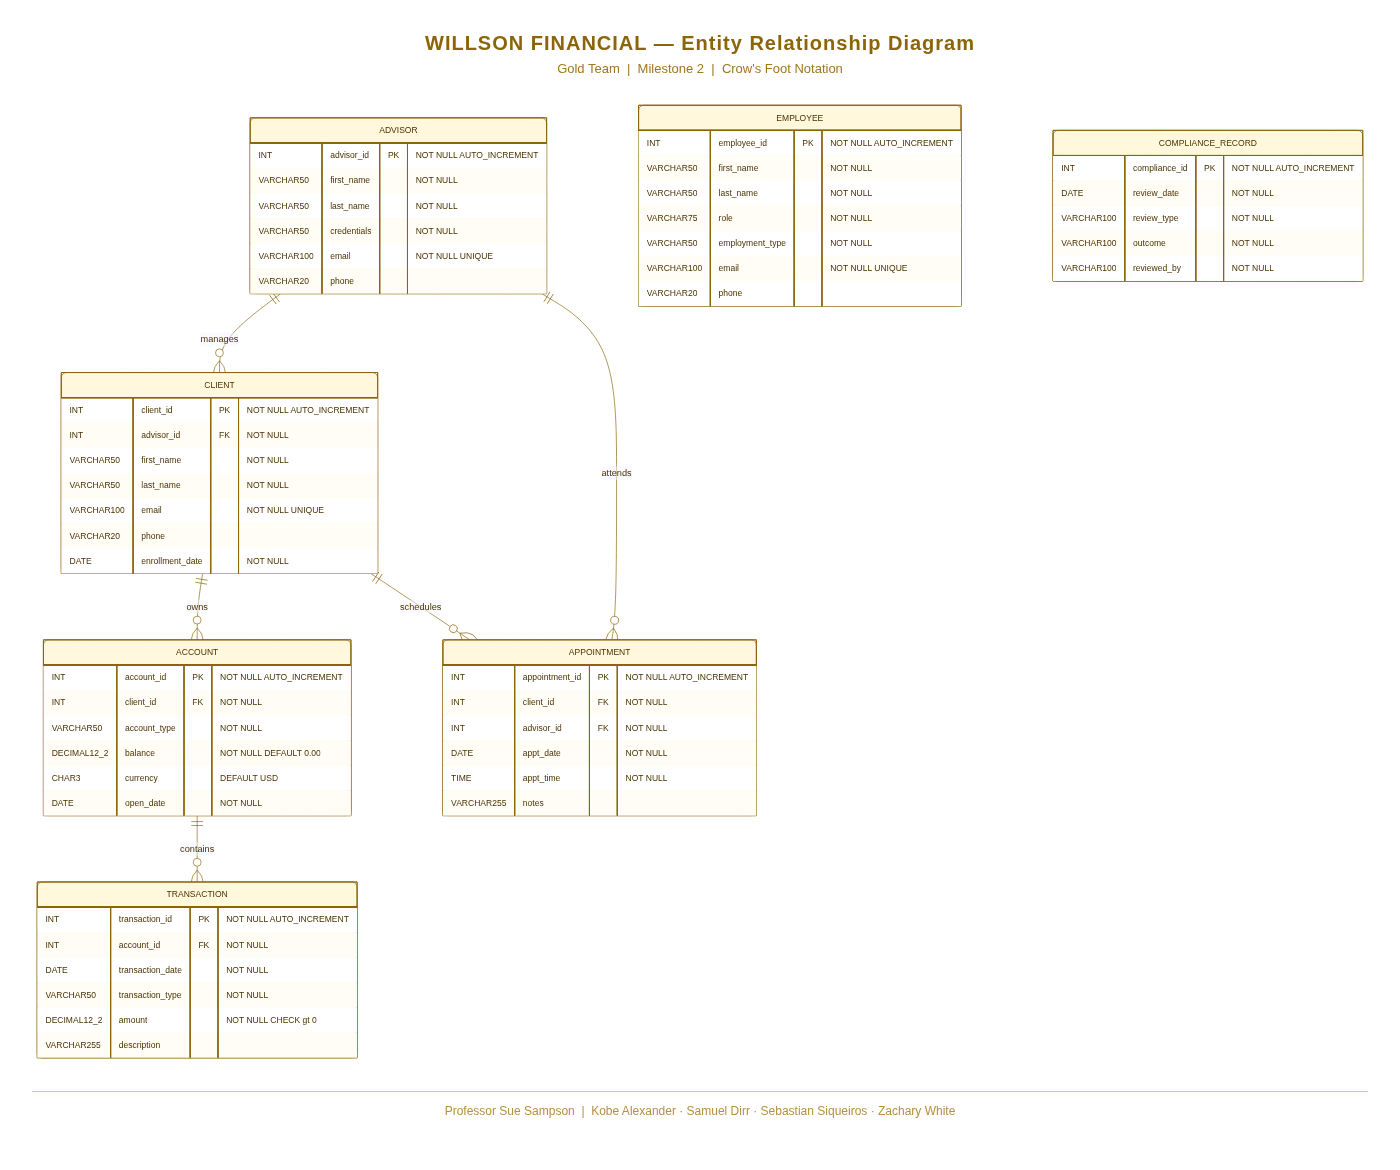 WILLSON FINANCIAL — Entity Relationship Diagram
Gold Team | Milestone 2 | Crow's Foot Notation
ADVISOR
INT advisor_id PK NOT NULL AUTO_INCREMENT
VARCHAR50 first_name NOT NULL
VARCHAR50 last_name NOT NULL
VARCHAR50 credentials NOT NULL
VARCHAR100 email NOT NULL UNIQUE
VARCHAR20 phone
EMPLOYEE
INT employee_id PK NOT NULL AUTO_INCREMENT
VARCHAR50 first_name NOT NULL
VARCHAR50 last_name NOT NULL
VARCHAR75 role NOT NULL
VARCHAR50 employment_type NOT NULL
VARCHAR100 email NOT NULL UNIQUE
VARCHAR20 phone
COMPLIANCE_RECORD
INT compliance_id PK NOT NULL AUTO_INCREMENT
DATE review_date NOT NULL
VARCHAR100 review_type NOT NULL
VARCHAR100 outcome NOT NULL
VARCHAR100 reviewed_by NOT NULL
manages
CLIENT
INT client_id PK NOT NULL AUTO_INCREMENT
INT advisor_id FK NOT NULL
VARCHAR50 first_name NOT NULL
VARCHAR50 last_name NOT NULL
VARCHAR100 email NOT NULL UNIQUE
VARCHAR20 phone
DATE enrollment_date NOT NULL
attends
owns
schedules
ACCOUNT
INT account_id PK NOT NULL AUTO_INCREMENT
INT client_id FK NOT NULL
VARCHAR50 account_type NOT NULL
DECIMAL12_2 balance NOT NULL DEFAULT 0.00
CHAR3 currency DEFAULT USD
DATE open_date NOT NULL
APPOINTMENT
INT appointment_id PK NOT NULL AUTO_INCREMENT
INT client_id FK NOT NULL
INT advisor_id FK NOT NULL
DATE appt_date NOT NULL
TIME appt_time NOT NULL
VARCHAR255 notes
contains
TRANSACTION
INT transaction_id PK NOT NULL AUTO_INCREMENT
INT account_id FK NOT NULL
DATE transaction_date NOT NULL
VARCHAR50 transaction_type NOT NULL
DECIMAL12_2 amount NOT NULL CHECK gt 0
VARCHAR255 description
Professor Sue Sampson | Kobe Alexander · Samuel Dirr · Sebastian Siqueiros · Zachary White